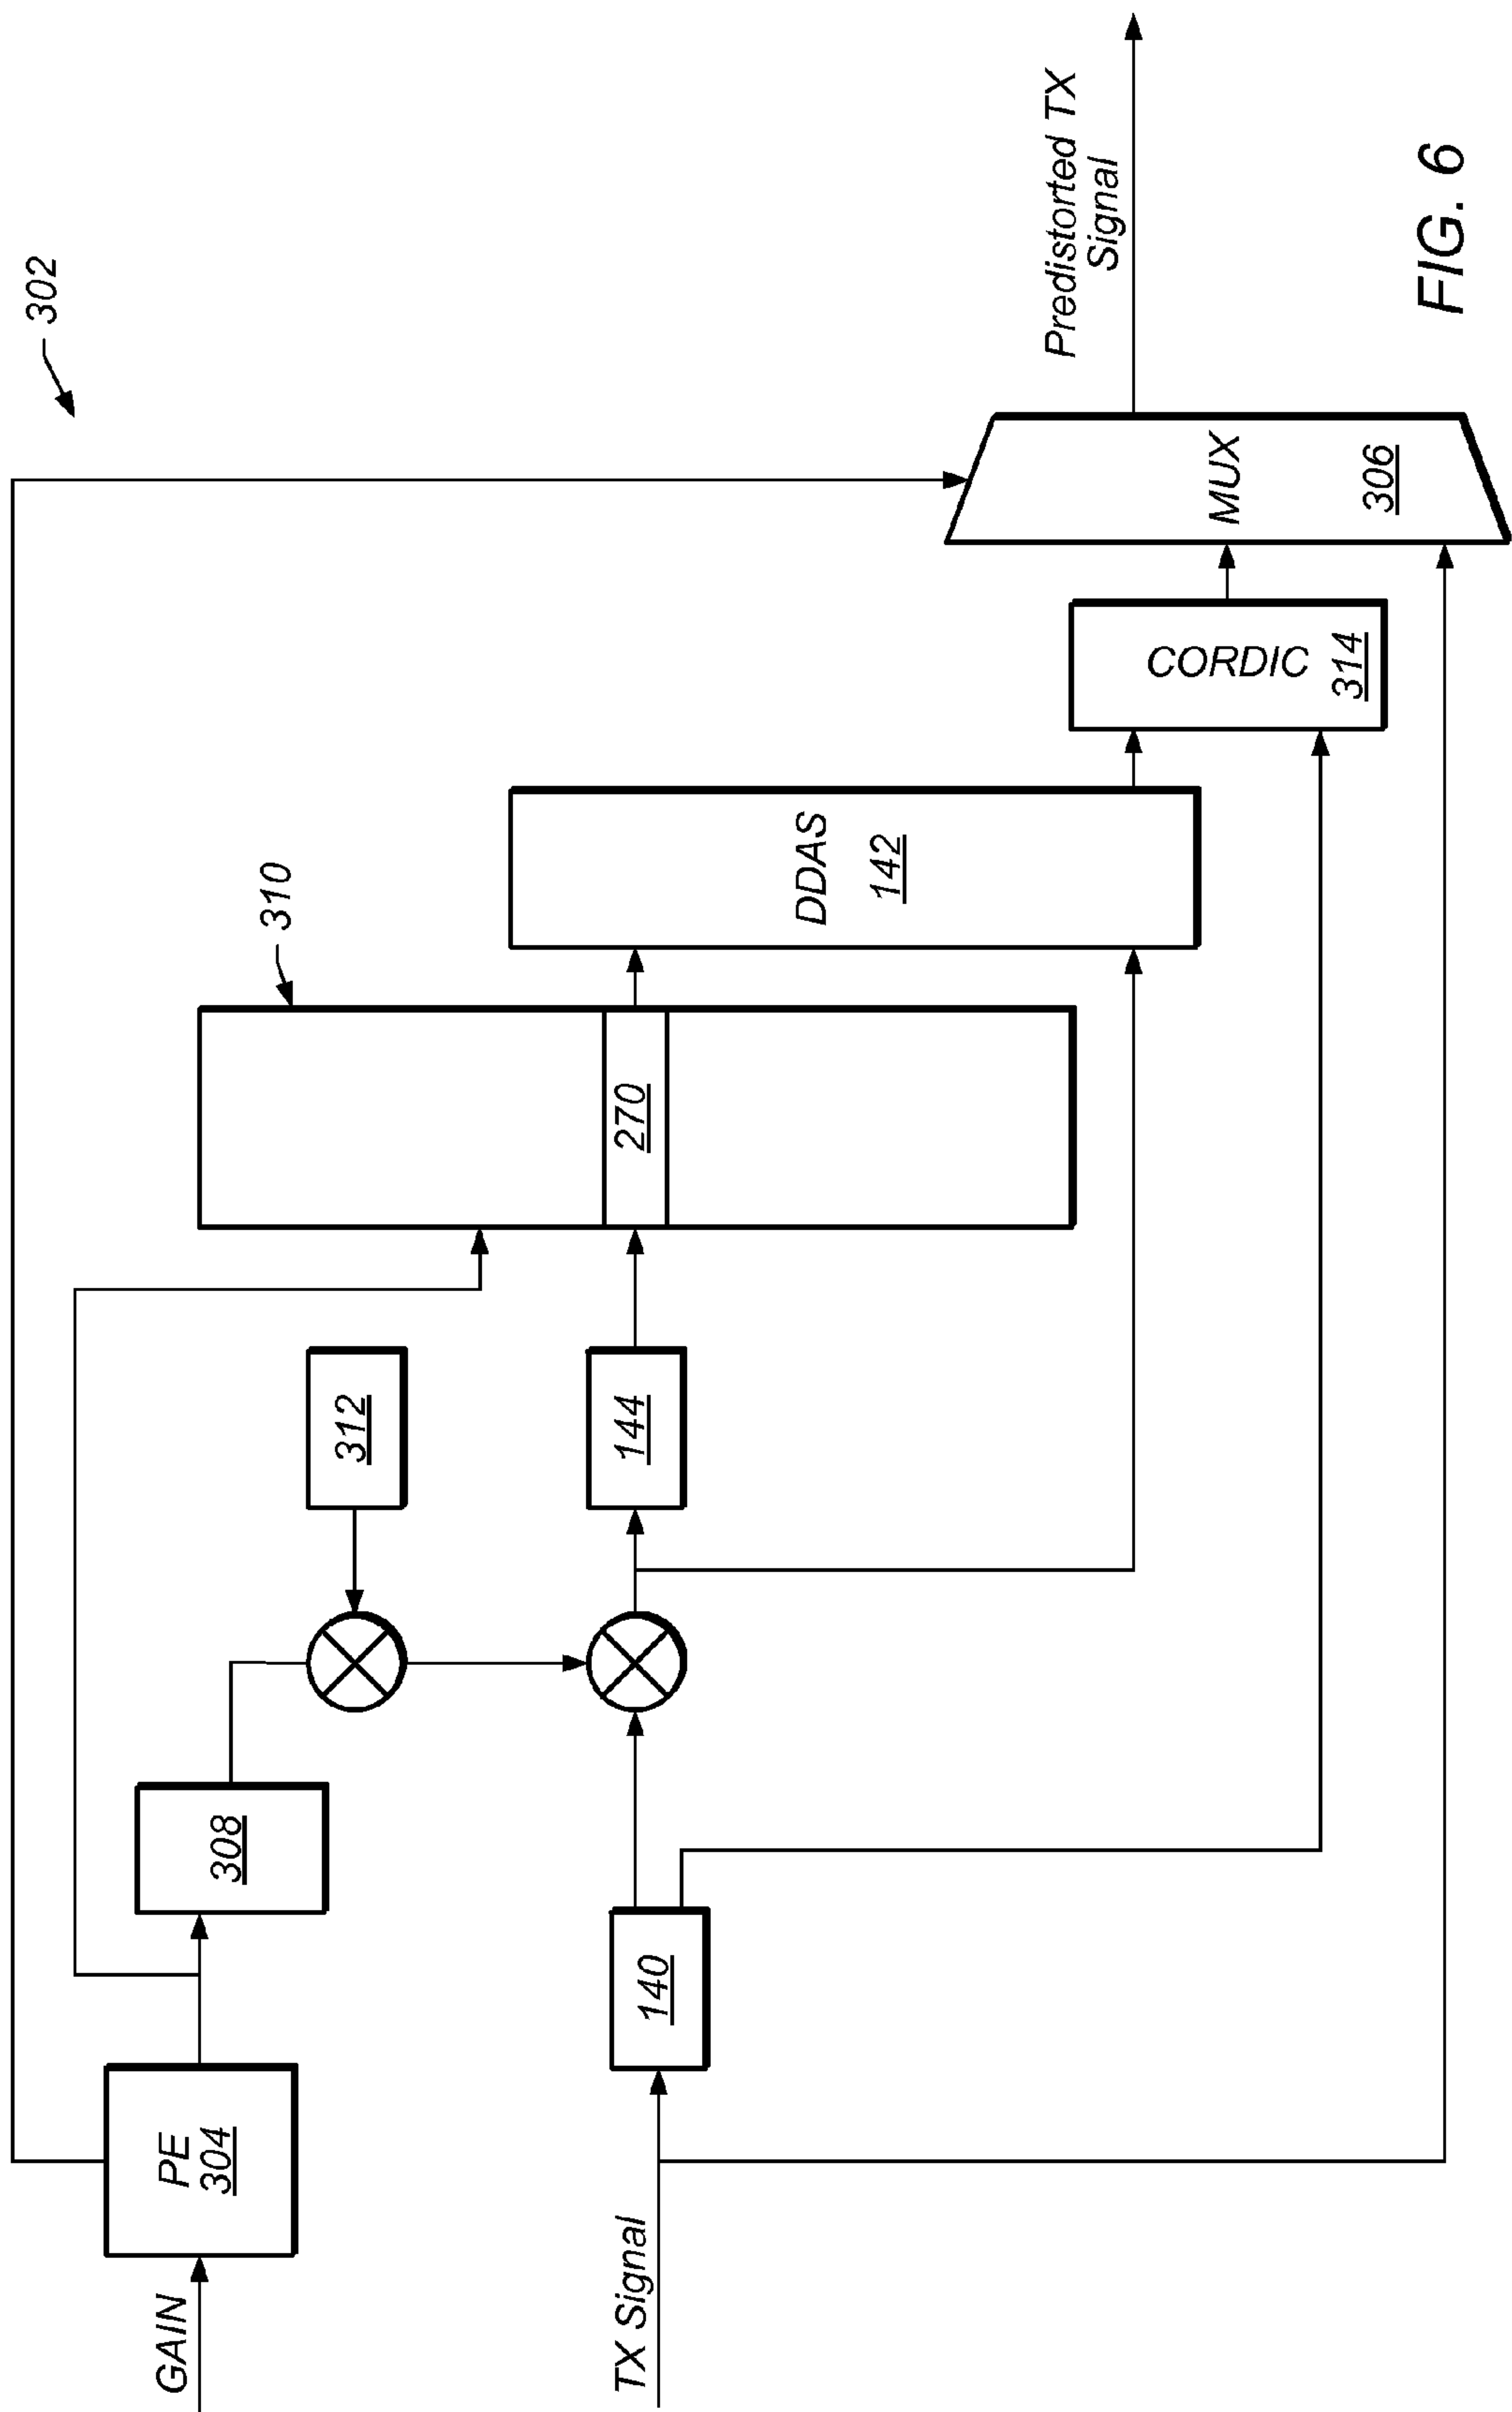 302
GAIN
PE
304
308
312
310
TX Signal
140
144
270
DDAS
142
CORDIC
314
MUX
306
Predistorted TX
Signal
FIG. 6